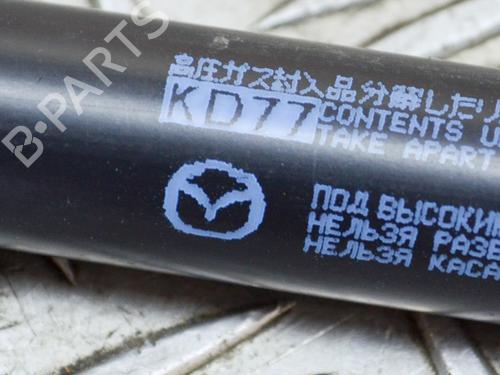 高圧ガス封入品分解したり
KD77
CONTENTS U
TAKE APART
ПОД ВЫСОКИ
НЕЛЬЗЯ РАЗБ
НЕЛЬЗЯ КАСА
B-PARTS